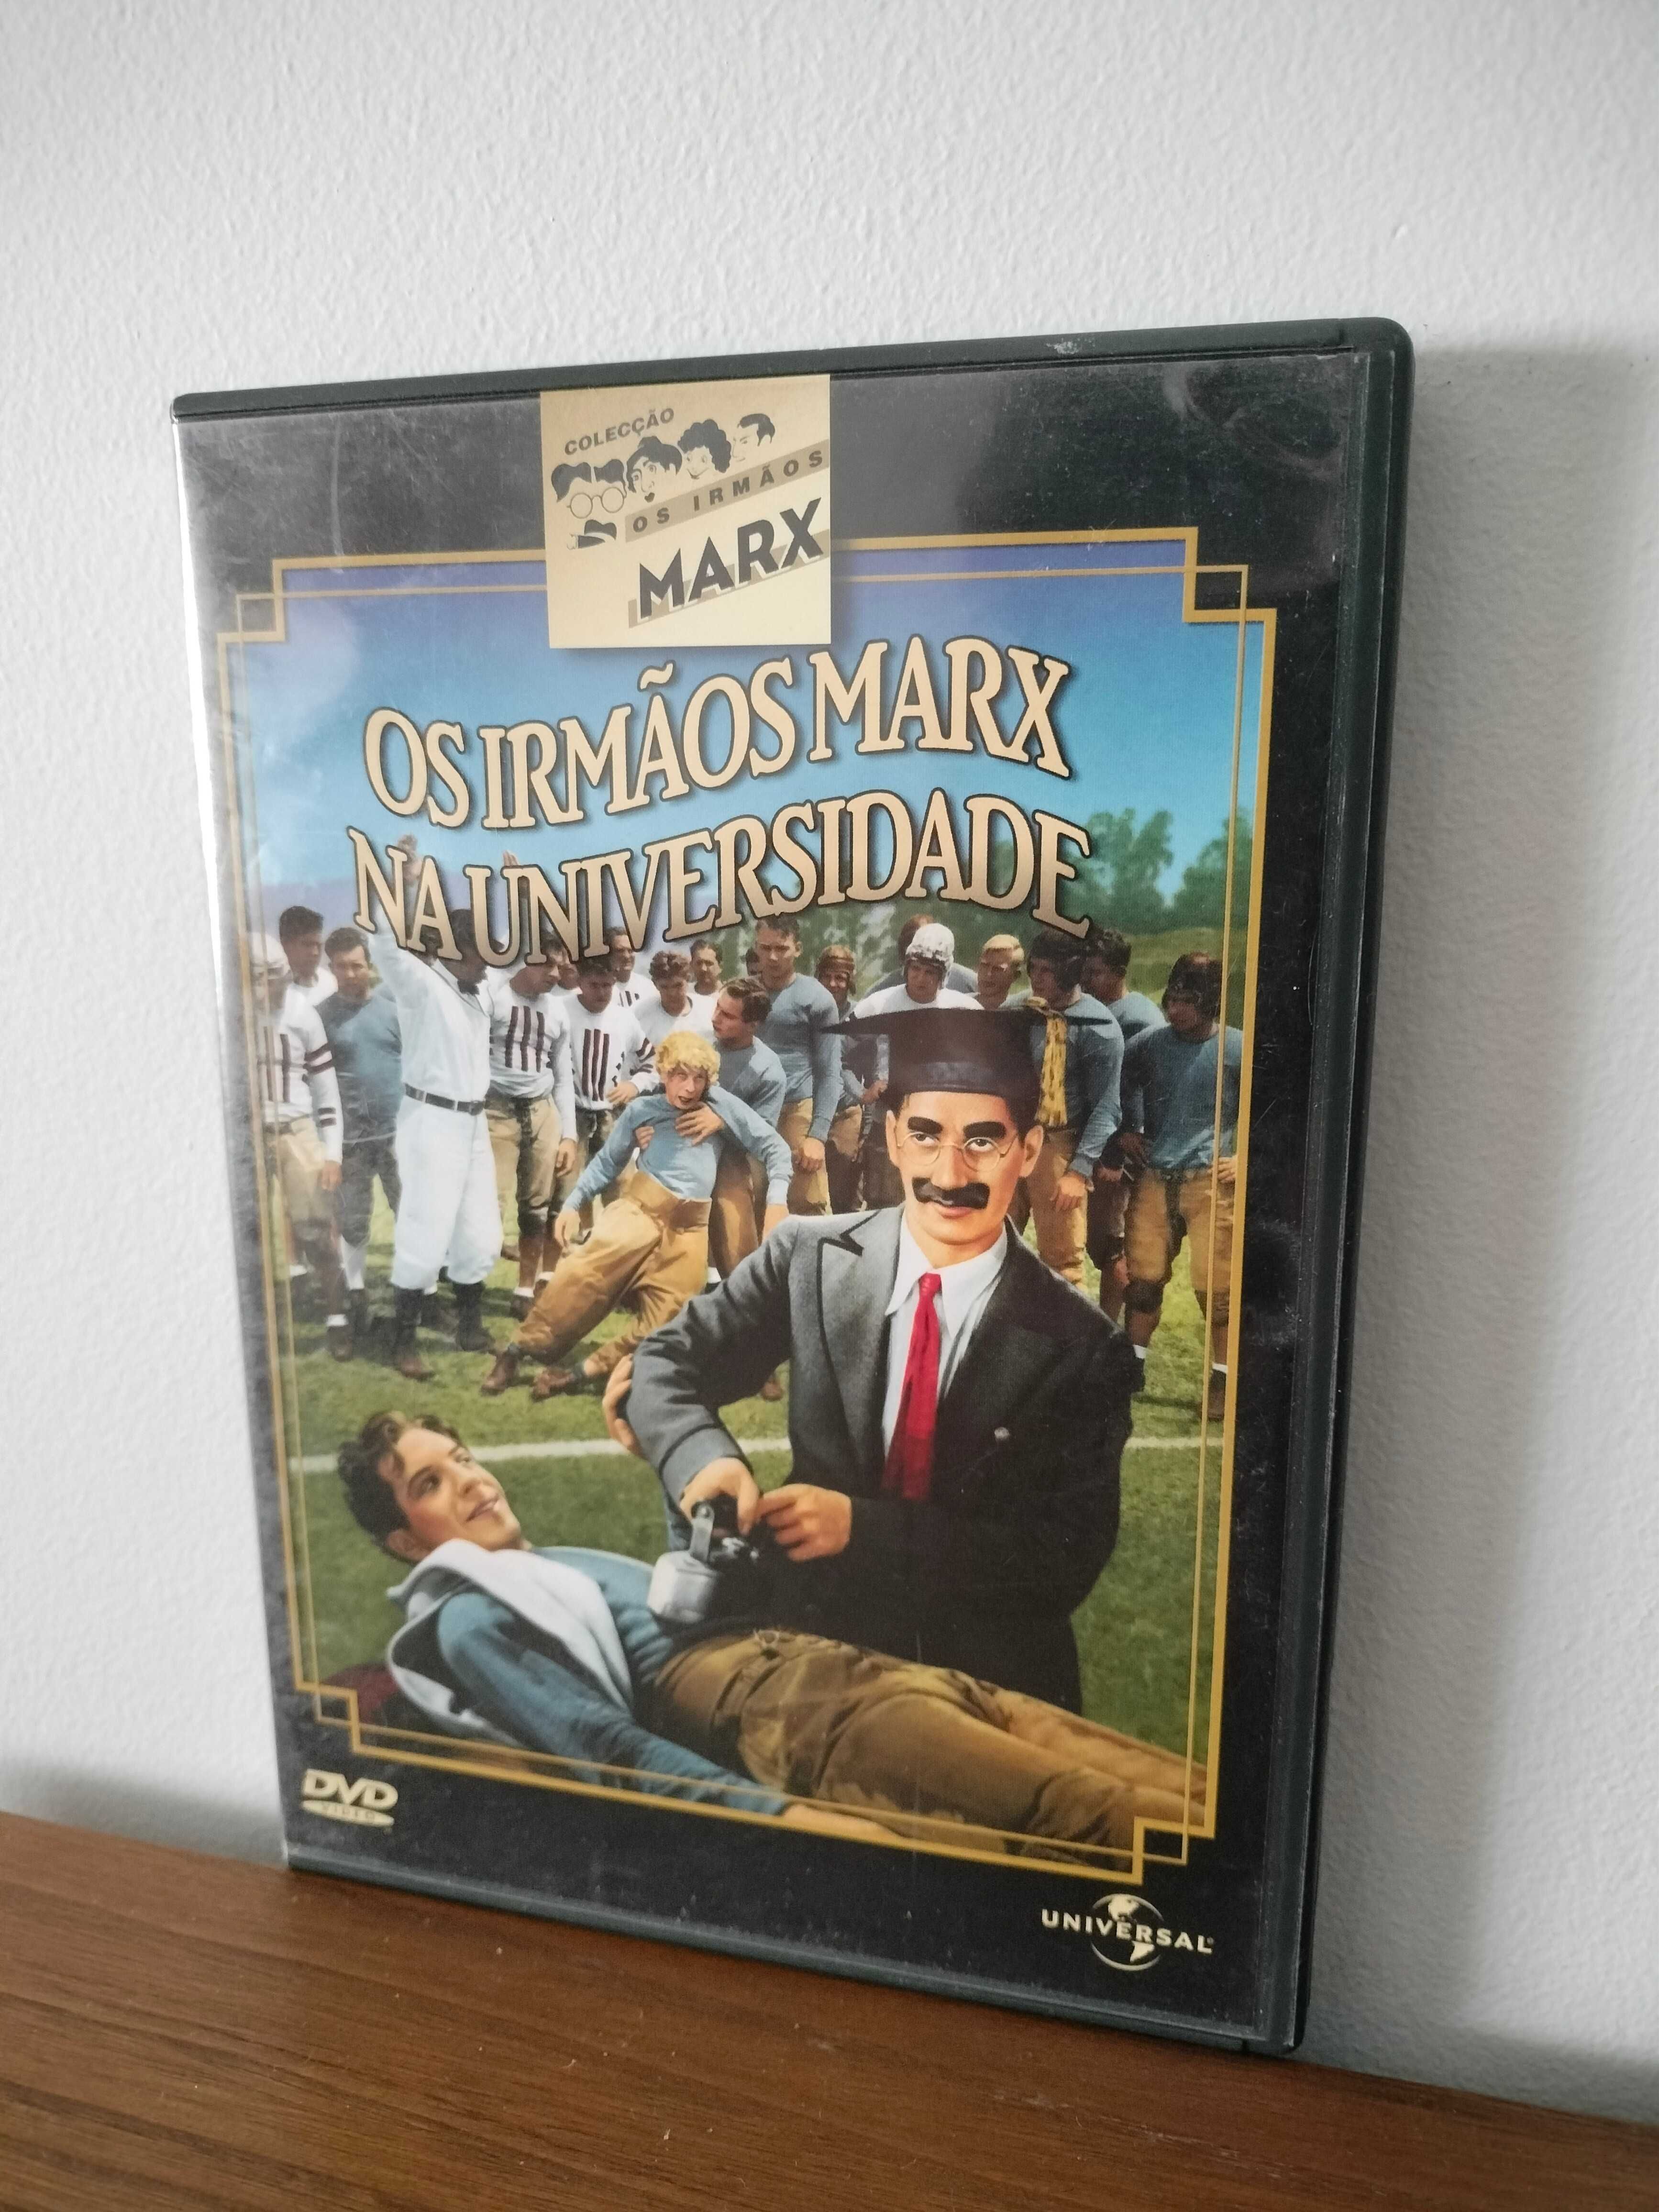 COLECÇÃO
OS IRMÃOS
MARX
OS IRMÃOS MARX
NA UNIVERSIDADE
DVD
VIDEO
UNIVERSAL